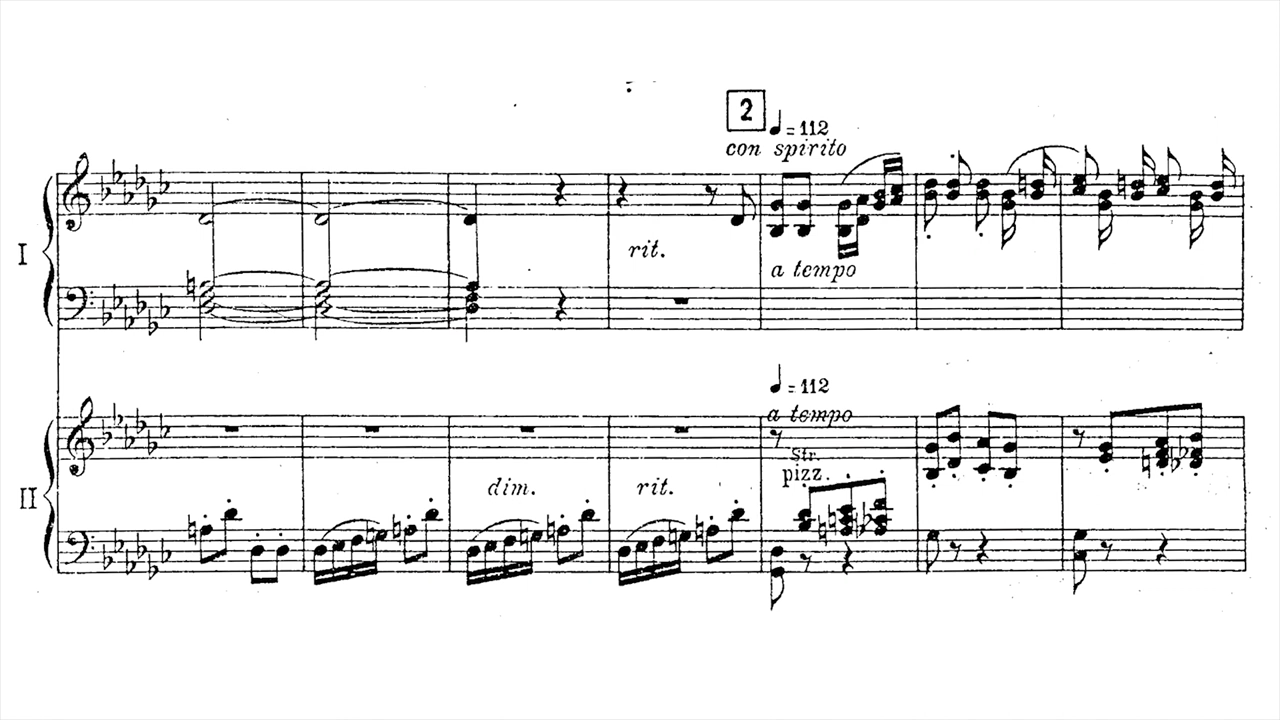 2
♩ = 112
con spirito
I
rit.
a tempo
♩ = 112
a tempo
Str.
pizz.
II
dim.
rit.